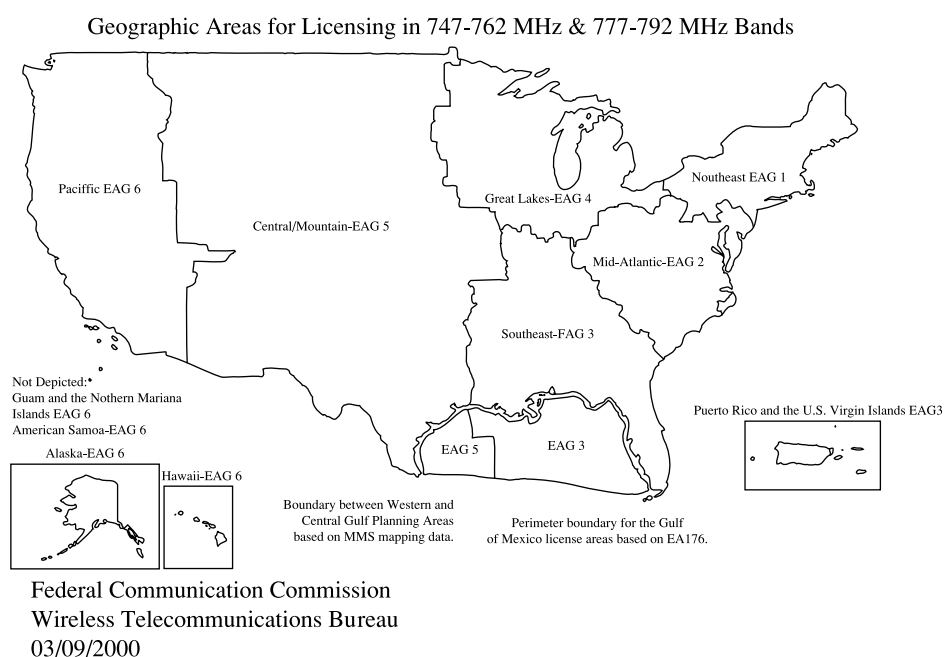 Geographic Areas for Licensing in 747-762 MHz & 777-792 MHz Bands
Paciffic EAG 6
Central/Mountain-EAG 5
Great Lakes-EAG 4
Noutheast EAG 1
Mid-Atlantic-EAG 2
Southeast-FAG 3
Not Depicted:
Guam and the Nothern Mariana
Islands EAG 6
American Samoa-EAG 6
Alaska-EAG 6
Hawaii-EAG 6
EAG 5
EAG 3
Puerto Rico and the U.S. Virgin Islands EAG3
Boundary between Western and
Central Gulf Planning Areas
based on MMS mapping data.
Perimeter boundary for the Gulf
of Mexico license areas based on EA176.
Federal Communication Commission
Wireless Telecommunications Bureau
03/09/2000